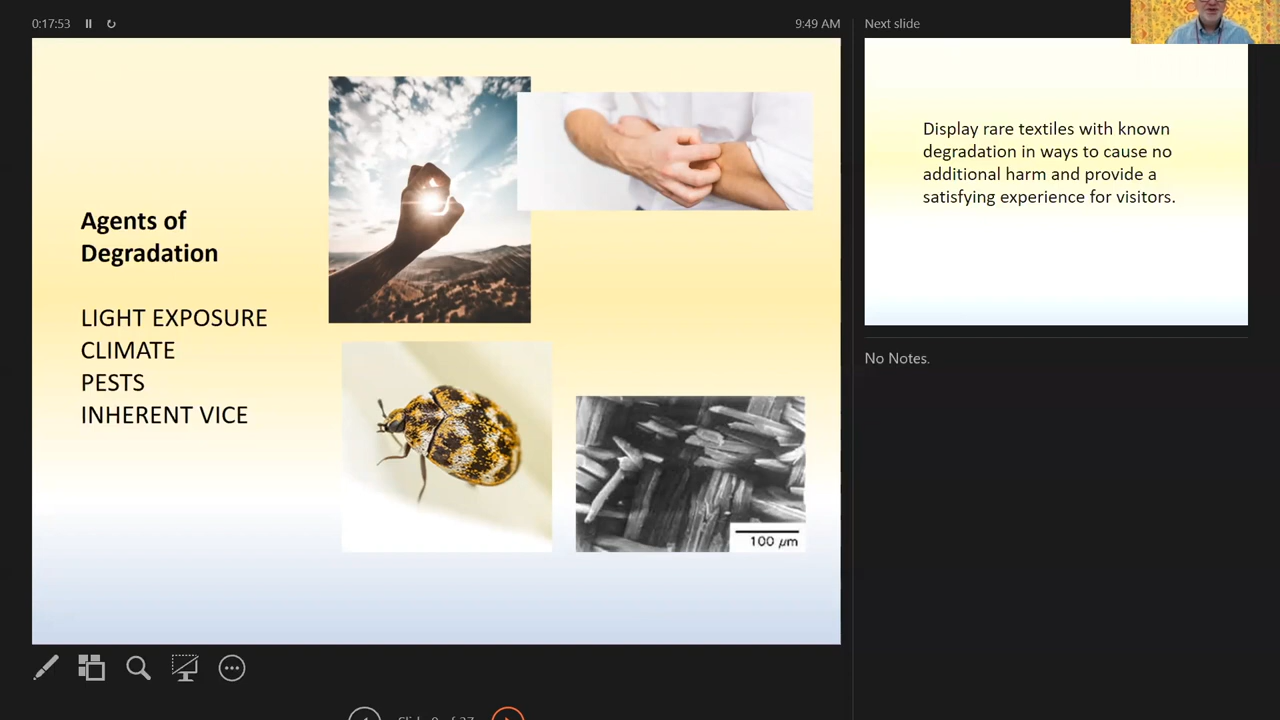 0:17:53
9:49 AM
Next slide
Agents of
Degradation
LIGHT EXPOSURE
CLIMATE
PESTS
INHERENT VICE
100 µm
Display rare textiles with known
degradation in ways to cause no
additional harm and provide a
satisfying experience for visitors.
No Notes.